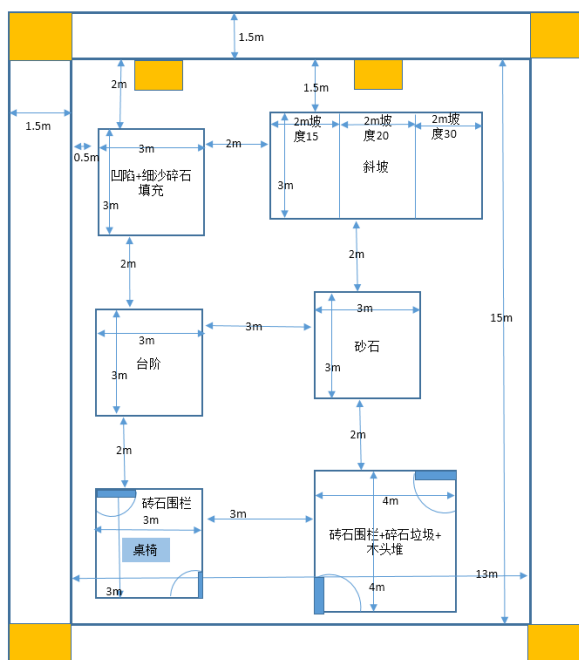 1.5m
2m
1.5m
1.5m
2m坡
度15
2m坡
度20
2m坡
度30
3m
2m
0.5m
斜坡
凹陷+细沙碎石
填充
3m
3m
2m
2m
15m
3m
3m
3m
台阶
砂石
3m
3m
2m
2m
砖石围栏
3m
4m
3m
砖石围栏+碎石垃圾+
木头堆
桌椅
13m
3m
4m